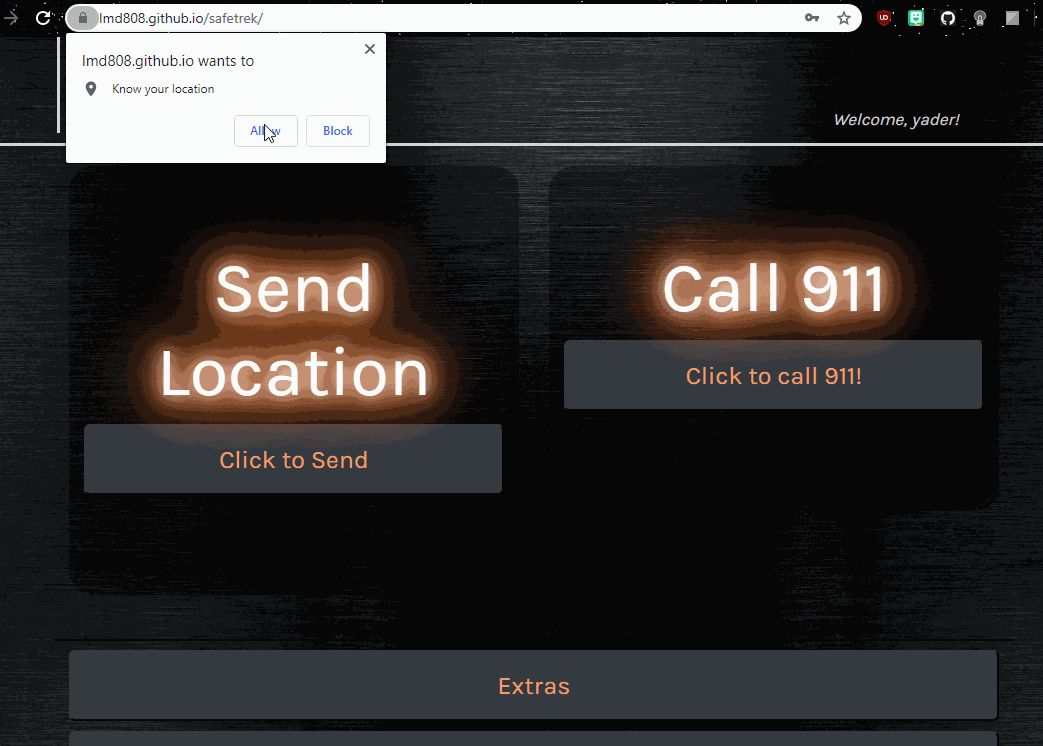 lmd808.github.io/safetrek/
lmd808.github.io wants to
Know your location
Allow
Block
Welcome, yader!
Send
Location
Click to Send
Call 911
Click to call 911!
Extras